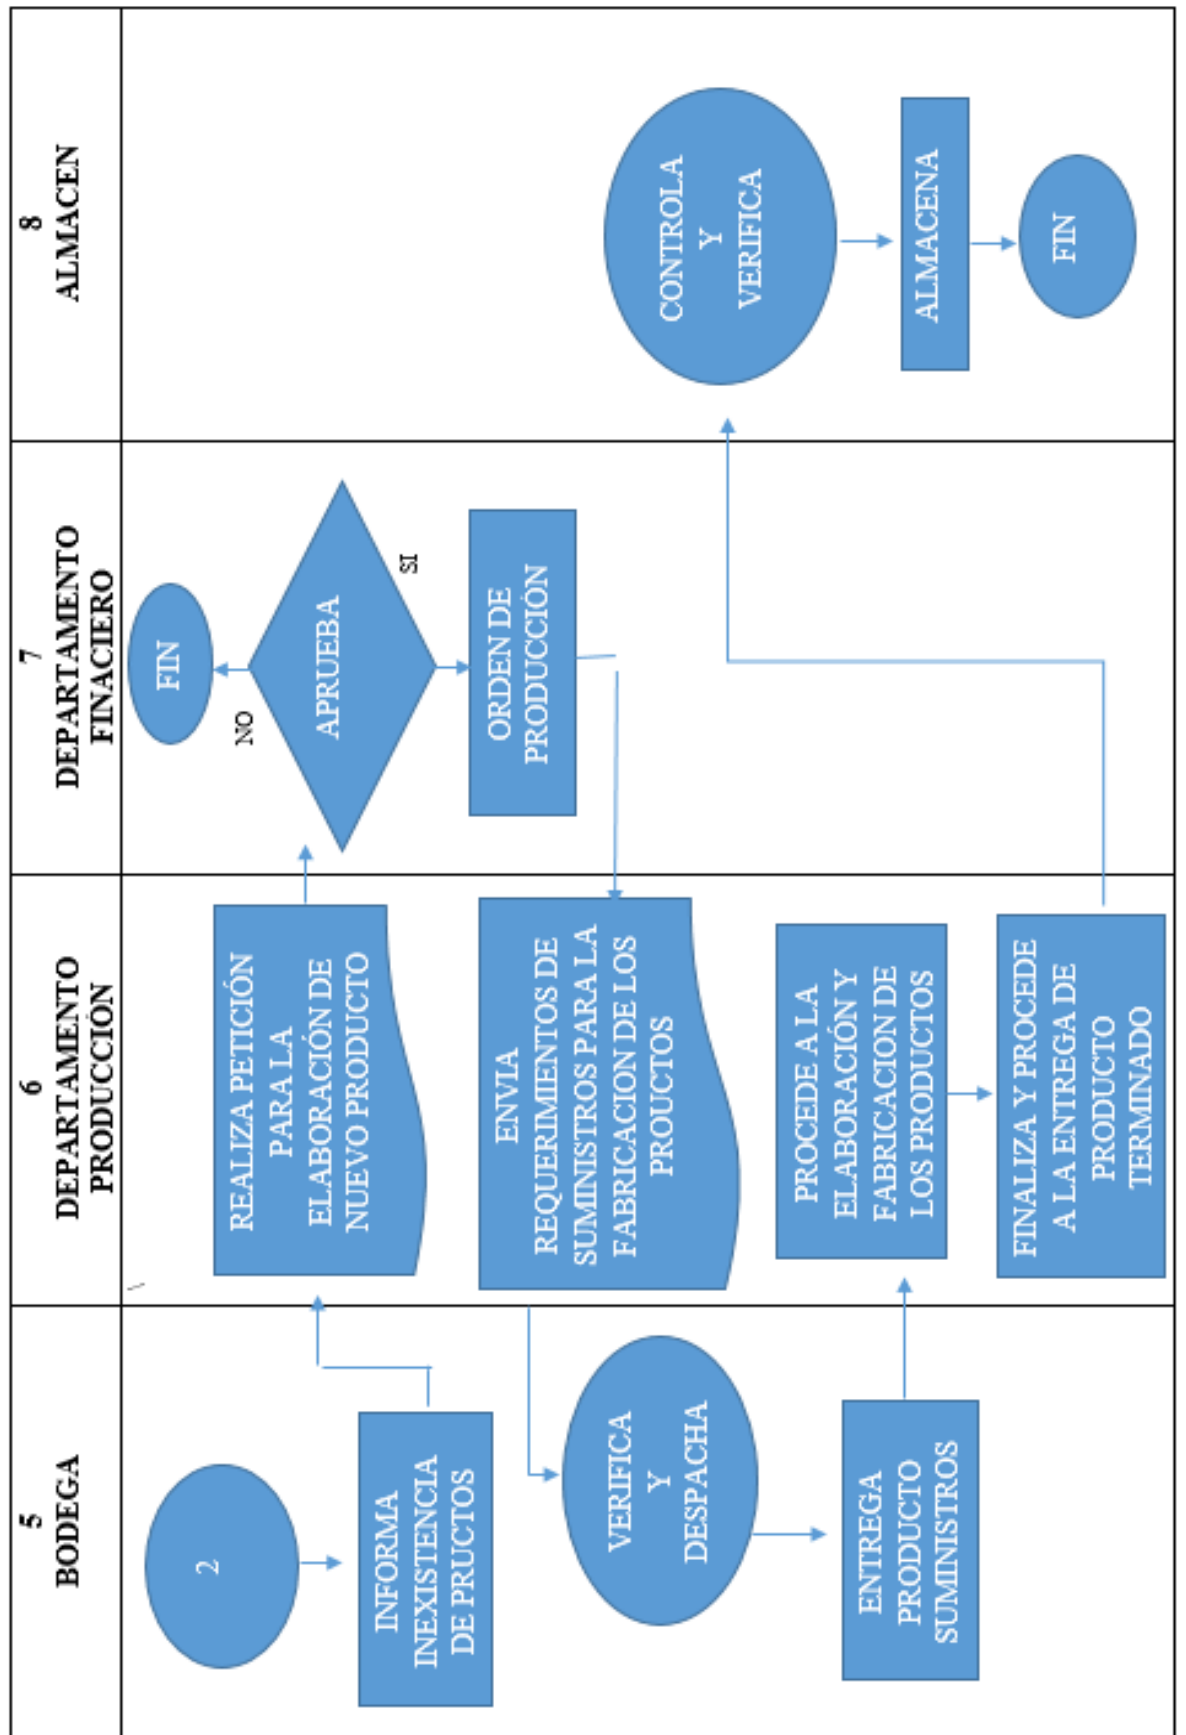 5
BODEGA
6
DEPARTAMENTO
PRODUCCIÓN
7
DEPARTAMENTO
FINACIERO
8
ALMACEN
2
INFORMA
INEXISTENCIA
DE PRUCTOS
REALIZA PETICIÓN
PARA LA
ELABORACIÓN DE
NUEVO PRODUCTO
APRUEBA
NO
FIN
SI
ORDEN DE
PRODUCCIÓN
ENVIA
REQUERIMIENTOS DE
SUMINISTROS PARA LA
FABRICACION DE LOS
PRODUCTOS
VERIFICA
Y
DESPACHA
ENTREGA
PRODUCTO
SUMINISTROS
PROCEDE A LA
ELABORACIÓN Y
FABRICACION DE
LOS PRODUCTOS
FINALIZA Y PROCEDE
A LA ENTREGA DE
PRODUCTO
TERMINADO
CONTROLA
Y
VERIFICA
ALMACENA
FIN